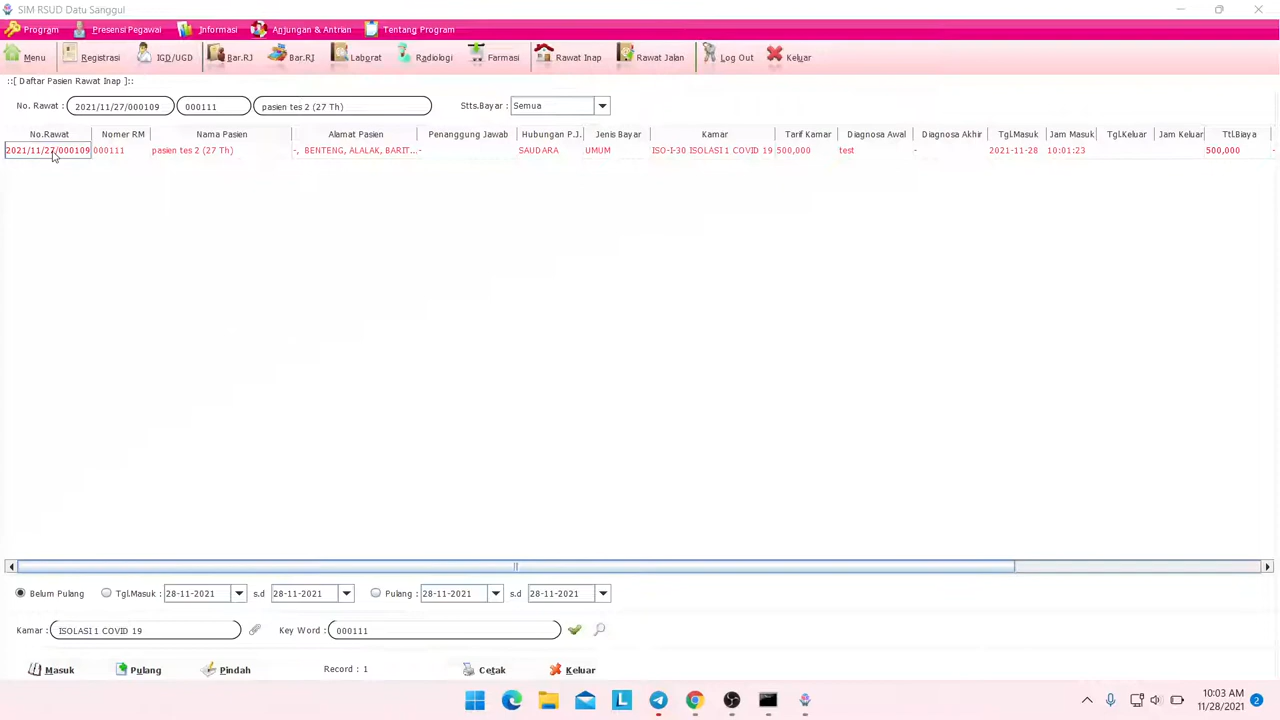 SIM RSUD Datu Sanggul
Program Presensi Pegawai Informasi Anjungan & Antrian Tentang Program
Menu Registrasi IGD/UGD Bar.RJ Bar.RJ Laborat Radiologi Farmasi Rawat Inap Rawat Jalan Log Out Keluar
::[ Daftar Pasien Rawat Inap ]::
No. Rawat : 2021/11/27/000109 000111 pasien tes 2 (27 Th) Stts.Bayar : Semua
No.Rawat Nomer RM Nama Pasien Alamat Pasien Penanggung Jawab Hubungan P.J. Jenis Bayar Kamar Tarif Kamar Diagnosa Awal Diagnosa Akhir Tgl.Masuk Jam Masuk Tgl.Keluar Jam Keluar Ttl.Biaya
2021/11/27/000109 000111 pasien tes 2 (27 Th) -, BENTENG, ALALAK, BARIT... - SAUDARA UMUM ISO-I-30 ISOLASI 1 COVID 19 500,000 test - 2021-11-28 10:01:23 500,000 -
Belum Pulang Tgl.Masuk : 28-11-2021 s.d 28-11-2021 Pulang : 28-11-2021 s.d 28-11-2021
Kamar : ISOLASI 1 COVID 19 Key Word : 000111
Masuk Pulang Pindah Record : 1 Cetak Keluar
L 10:03 AM
11/28/2021 2